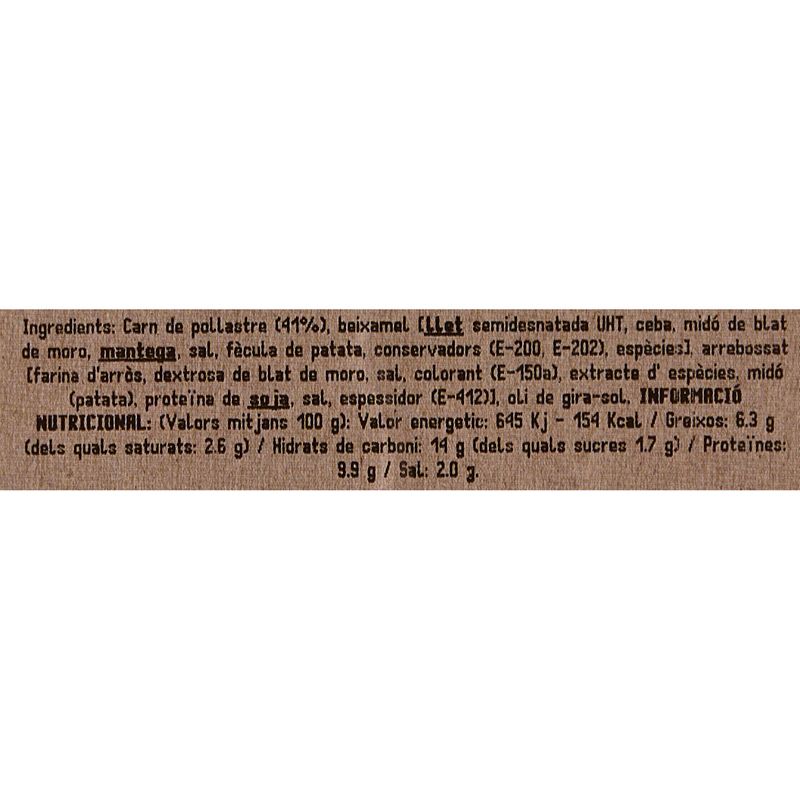 Ingredients: Carn de pollastre (41%), beixamel [Llet semidesnatada UHT, ceba, midó de blat
de moro, mantega, sal, fècula de patata, conservadors (E-200, E-202), espècies], arrebossat
[farina d'arròs, dextrosa de blat de moro, sal, colorant (E-150a), extracte d' espècies, midó
(patata), proteïna de soja, sal, espessidor (E-412)], oli de gira-sol. INFORMACIÓ
NUTRICIONAL: (Valors mitjans 100 g): Valor energetic: 645 Kj - 154 Kcal / Greixos: 6.3 g
(dels quals saturats: 2.6 g) / Hidrats de carboni: 14 g (dels quals sucres 1.7 g) / Proteïnes:
9.9 g / Sal: 2.0 g.